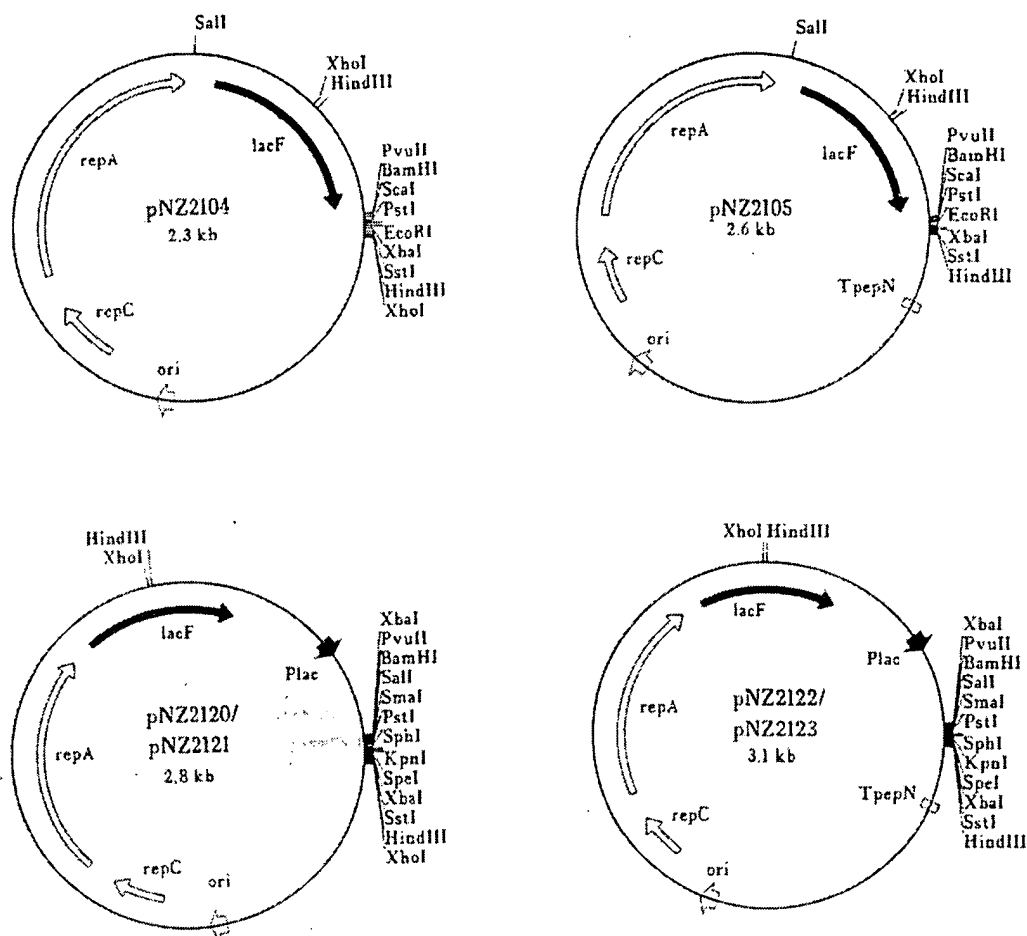 SalI
XhoI
HindIII
repA
lacF
PvuII
BamHI
ScaI
PstI
EcoRI
XbaI
SstI
HindIII
XhoI
pNZ2104
2.3 kb
repC
ori
SalI
XhoI
HindIII
repA
lacF
PvuII
BamHI
ScaI
PstI
EcoRI
XbaI
SstI
HindIII
pNZ2105
2.6 kb
repC
TpepN
ori
HindIII
XhoI
lacF
Plac
XbaI
PvuII
BamHI
SalI
SmaI
PstI
SphI
KpnI
SpeI
XbaI
SstI
HindIII
XhoI
pNZ2120/
pNZ2121
2.8 kb
repA
repC
ori
XhoI HindIII
lacF
Plac
XbaI
PvuII
BamHI
SalI
SmaI
PstI
SphI
KpnI
SpeI
XbaI
SstI
HindIII
repA
pNZ2122/
pNZ2123
3.1 kb
TpepN
repC
ori